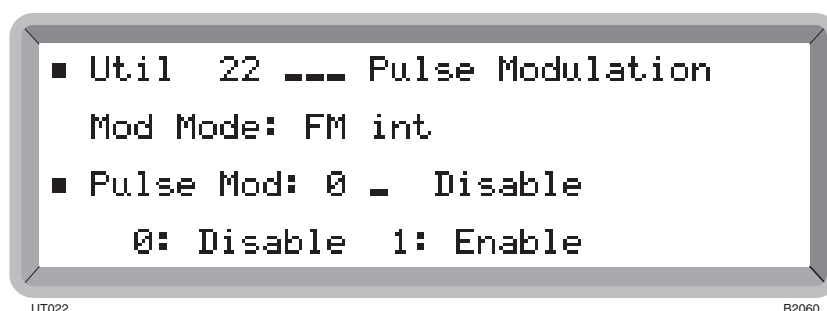 ▪ Util 22 ___ Pulse Modulation
Mod Mode: FM int
▪ Pulse Mod: 0 _ Disable
0: Disable 1: Enable
UT022 B2060